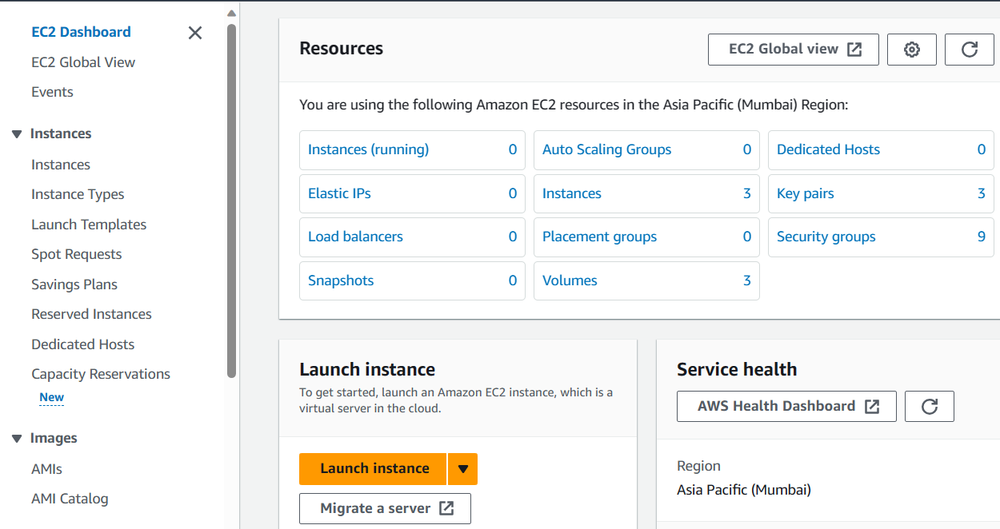 EC2 Dashboard
EC2 Global View
Events
Instances
Instances
Instance Types
Launch Templates
Spot Requests
Savings Plans
Reserved Instances
Dedicated Hosts
Capacity Reservations
New
Images
AMIs
AMI Catalog
Resources
EC2 Global view
You are using the following Amazon EC2 resources in the Asia Pacific (Mumbai) Region:
Instances (running) 0
Auto Scaling Groups 0
Dedicated Hosts 0
Elastic IPs 0
Instances 3
Key pairs 3
Load balancers 0
Placement groups 0
Security groups 9
Snapshots 0
Volumes 3
Launch instance
To get started, launch an Amazon EC2 instance, which is a
virtual server in the cloud.
Launch instance
Migrate a server
Service health
AWS Health Dashboard
Region
Asia Pacific (Mumbai)